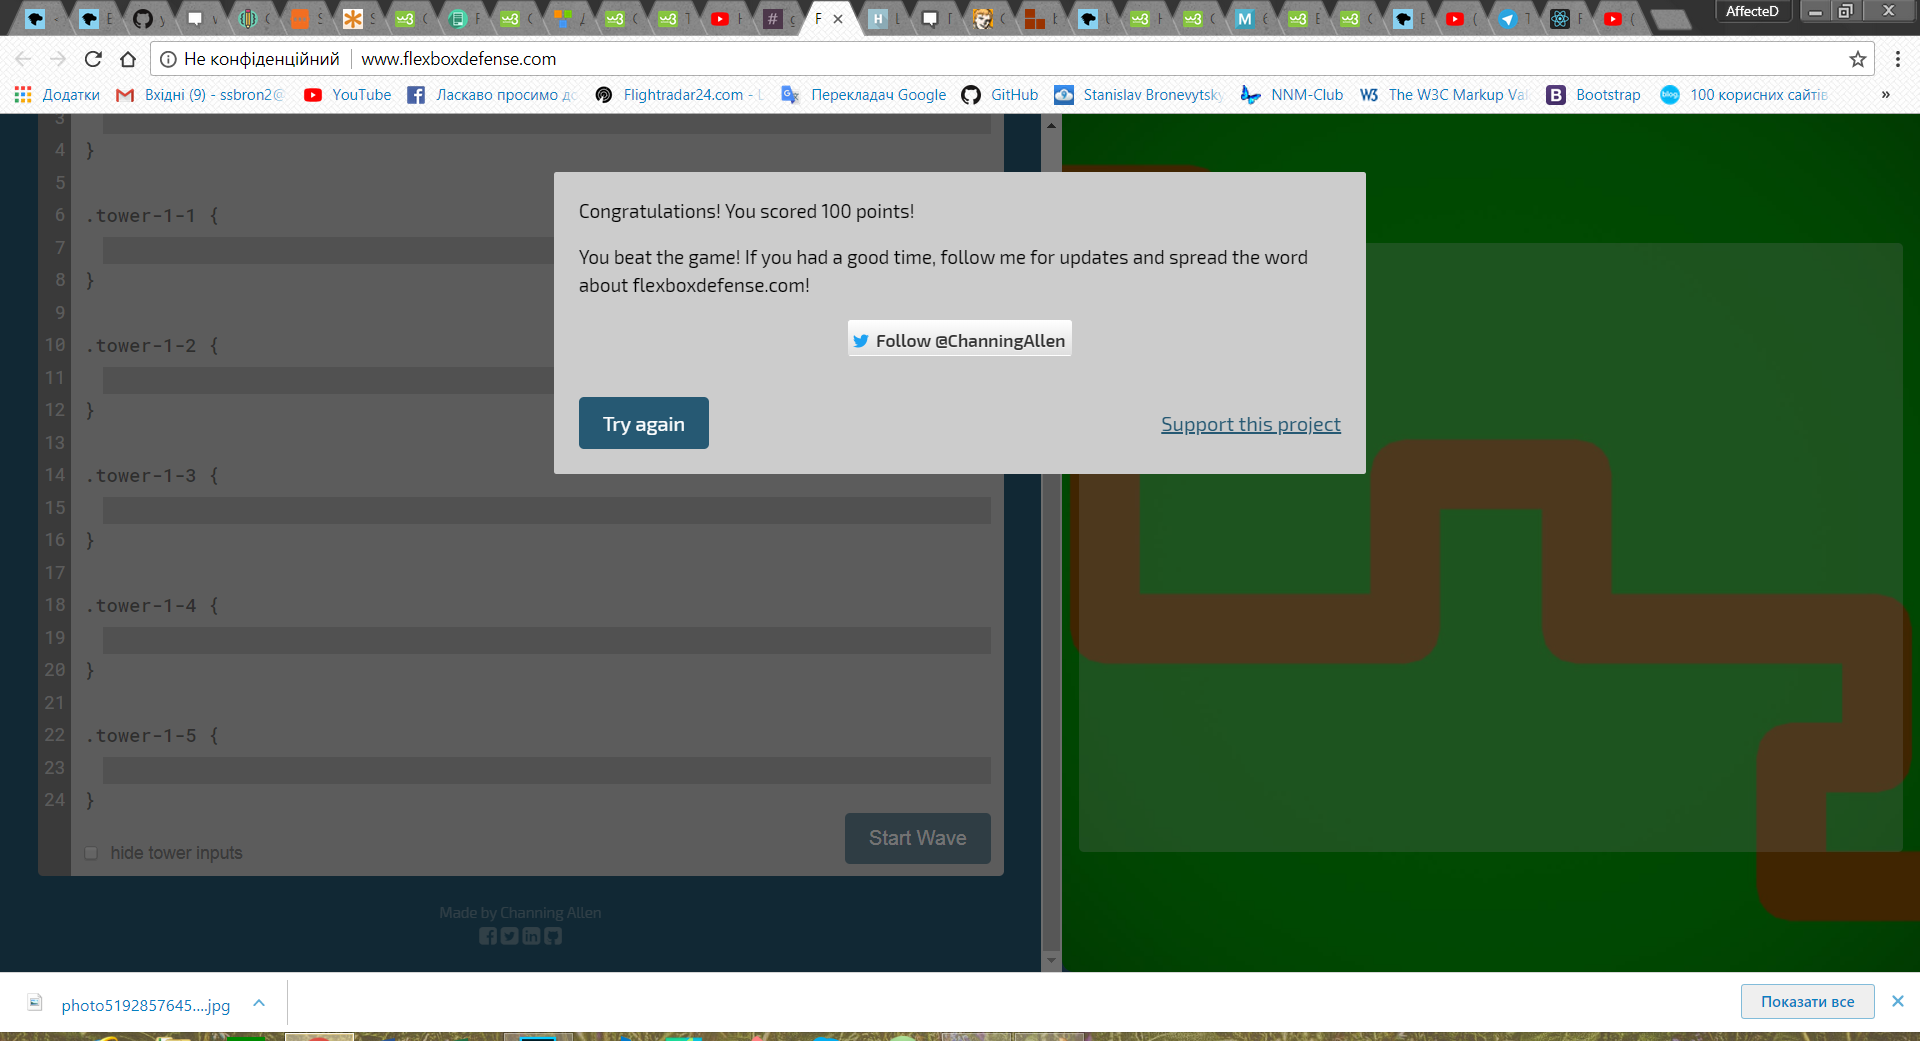 AffecteD
Не конфіденційний
www.flexboxdefense.com
Додатки
Вхідні (9) - ssbron2@
YouTube
Ласкаво просимо до
Flightradar24.com - L
Перекладач Google
GitHub
Stanislav Bronevytsky
NNM-Club
The W3C Markup Val
Bootstrap
100 корисних сайтів
»
3
4 }
5
6 .tower-1-1 {
7
8 }
9
10 .tower-1-2 {
11
12 }
13
14 .tower-1-3 {
15
16 }
17
18 .tower-1-4 {
19
20 }
21
22 .tower-1-5 {
23
24 }
hide tower inputs
Start Wave
Made by Channing Allen
Congratulations! You scored 100 points!
You beat the game! If you had a good time, follow me for updates and spread the word
about flexboxdefense.com!
Follow @ChanningAllen
Try again
Support this project
photo5192857645....jpg
Показати все